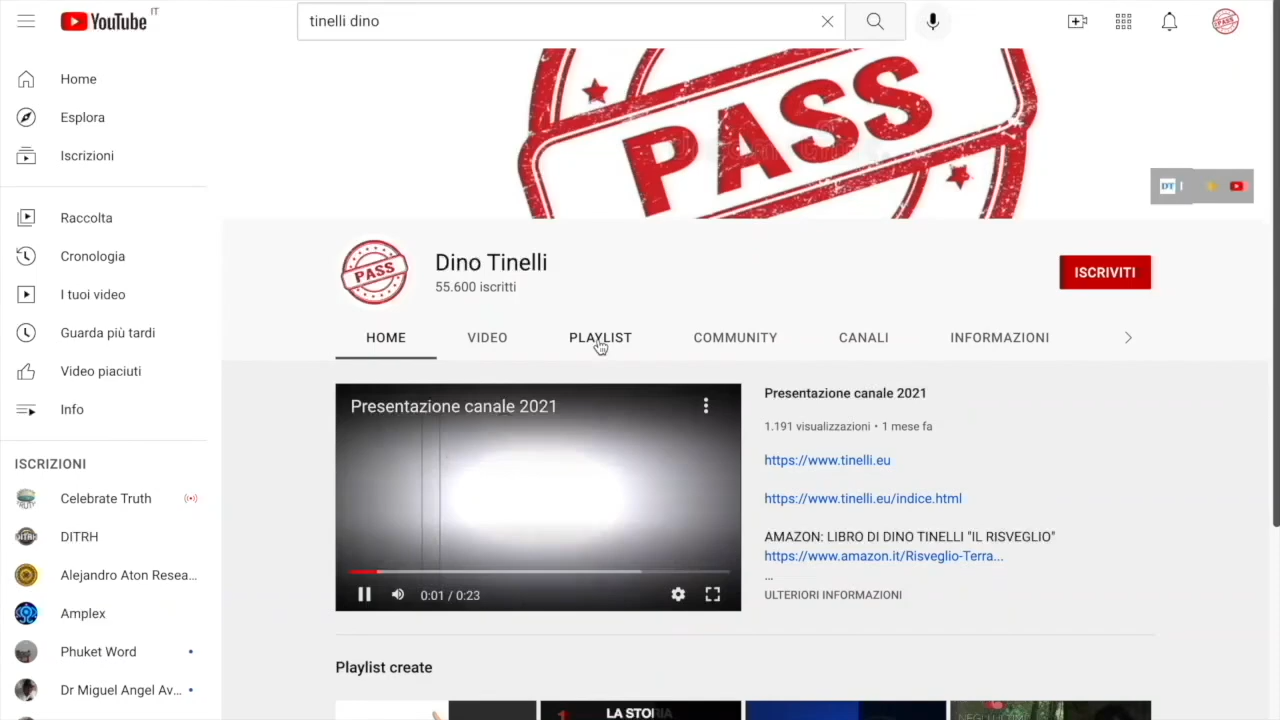 YouTube IT
tinelli dino
Home
Esplora
Iscrizioni
Raccolta
Cronologia
I tuoi video
Guarda più tardi
Video piaciuti
Info
ISCRIZIONI
Celebrate Truth
DITRH
Alejandro Aton Resea...
Amplex
Phuket Word
Dr Miguel Angel Av...
PASS
DT
PASS
Dino Tinelli
55.600 iscritti
ISCRIVITI
HOME
VIDEO
PLAYLIST
COMMUNITY
CANALI
INFORMAZIONI
Presentazione canale 2021
0:01 / 0:23
Presentazione canale 2021
1.191 visualizzazioni • 1 mese fa
https://www.tinelli.eu
https://www.tinelli.eu/indice.html
AMAZON: LIBRO DI DINO TINELLI "IL RISVEGLIO"
https://www.amazon.it/Risveglio-Terra...
...
ULTERIORI INFORMAZIONI
Playlist create
LA STORIA